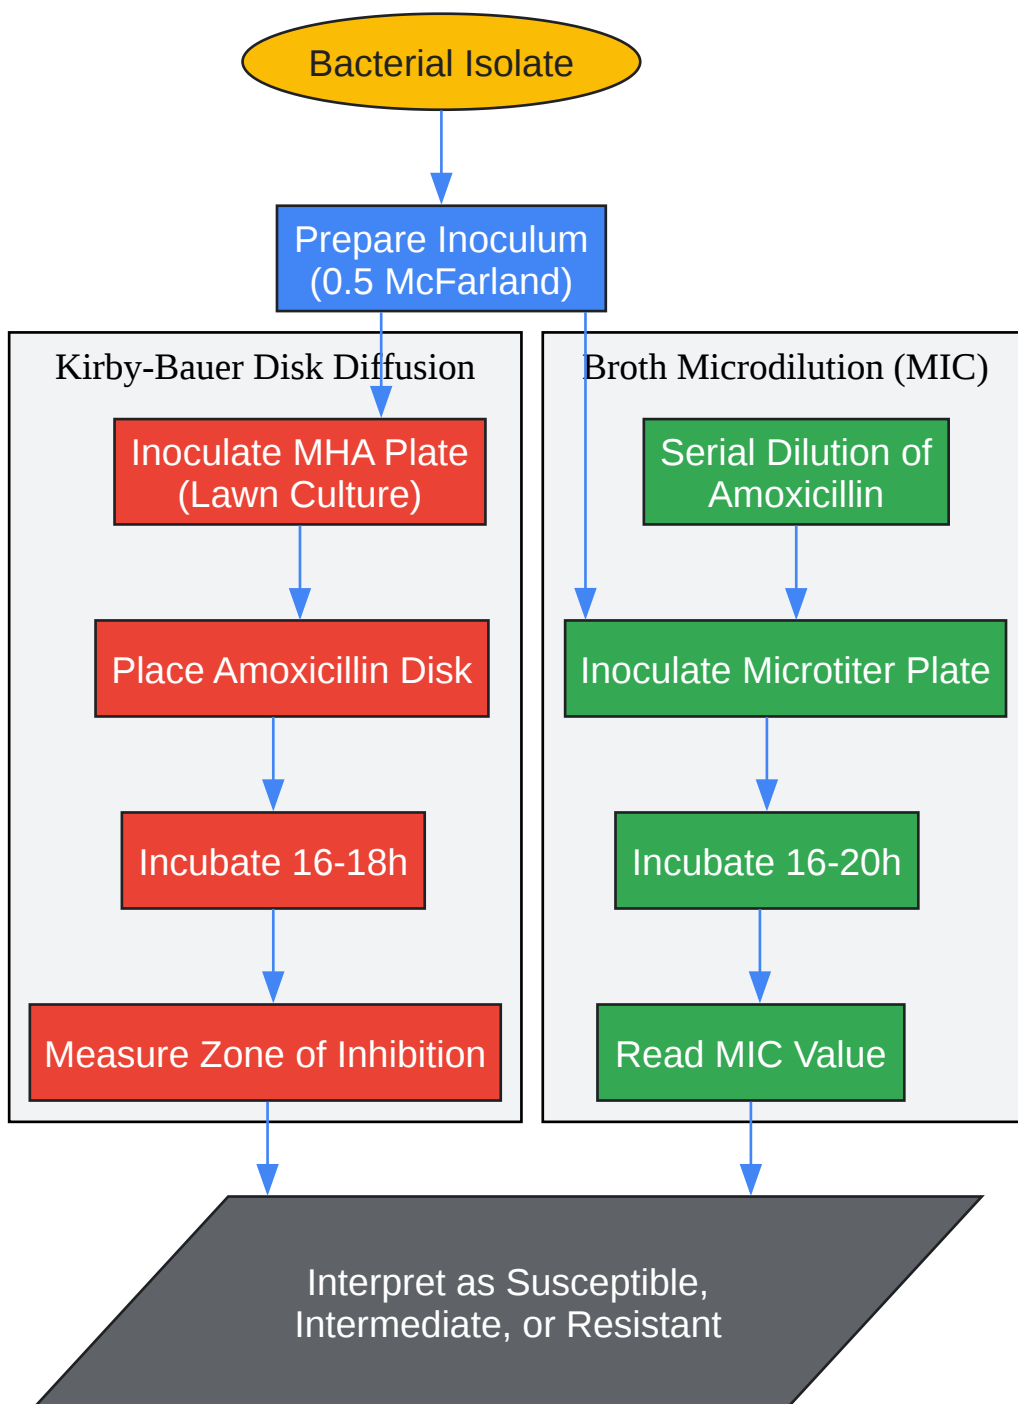 Bacterial Isolate
Prepare Inoculum
(0.5 McFarland)
Kirby-Bauer Disk Diffusion
Inoculate MHA Plate
(Lawn Culture)
Place Amoxicillin Disk
Incubate 16-18h
Measure Zone of Inhibition
Broth Microdilution (MIC)
Serial Dilution of
Amoxicillin
Inoculate Microtiter Plate
Incubate 16-20h
Read MIC Value
Interpret as Susceptible,
Intermediate, or Resistant